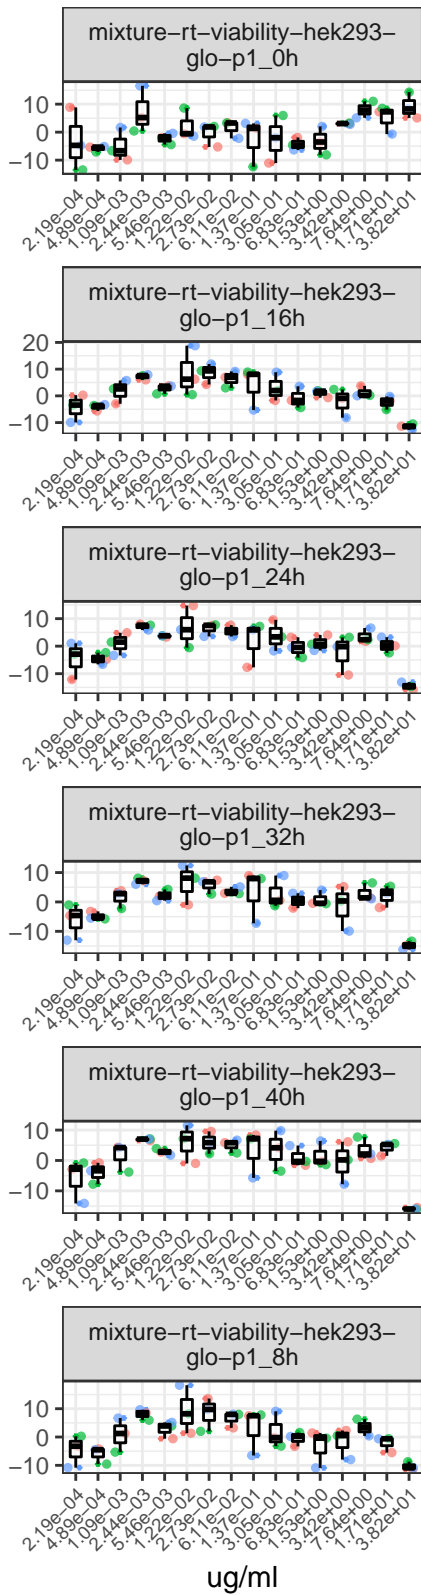 mixture−rt−viability−hek293−
glo−p1_0h
10
0
−10
2.19e−04
4.89e−04
1.09e−03
2.44e−03
5.46e−03
1.22e−02
2.73e−02
6.11e−02
1.37e−01
3.05e−01
6.83e−01
1.53e+00
3.42e+00
7.64e+00
1.71e+01
3.82e+01
mixture−rt−viability−hek293−
glo−p1_16h
20
10
0
−10
2.19e−04
4.89e−04
1.09e−03
2.44e−03
5.46e−03
1.22e−02
2.73e−02
6.11e−02
1.37e−01
3.05e−01
6.83e−01
1.53e+00
3.42e+00
7.64e+00
1.71e+01
3.82e+01
mixture−rt−viability−hek293−
glo−p1_24h
10
0
−10
2.19e−04
4.89e−04
1.09e−03
2.44e−03
5.46e−03
1.22e−02
2.73e−02
6.11e−02
1.37e−01
3.05e−01
6.83e−01
1.53e+00
3.42e+00
7.64e+00
1.71e+01
3.82e+01
mixture−rt−viability−hek293−
glo−p1_32h
10
0
−10
2.19e−04
4.89e−04
1.09e−03
2.44e−03
5.46e−03
1.22e−02
2.73e−02
6.11e−02
1.37e−01
3.05e−01
6.83e−01
1.53e+00
3.42e+00
7.64e+00
1.71e+01
3.82e+01
mixture−rt−viability−hek293−
glo−p1_40h
10
0
−10
2.19e−04
4.89e−04
1.09e−03
2.44e−03
5.46e−03
1.22e−02
2.73e−02
6.11e−02
1.37e−01
3.05e−01
6.83e−01
1.53e+00
3.42e+00
7.64e+00
1.71e+01
3.82e+01
mixture−rt−viability−hek293−
glo−p1_8h
10
0
−10
2.19e−04
4.89e−04
1.09e−03
2.44e−03
5.46e−03
1.22e−02
2.73e−02
6.11e−02
1.37e−01
3.05e−01
6.83e−01
1.53e+00
3.42e+00
7.64e+00
1.71e+01
3.82e+01
ug/ml